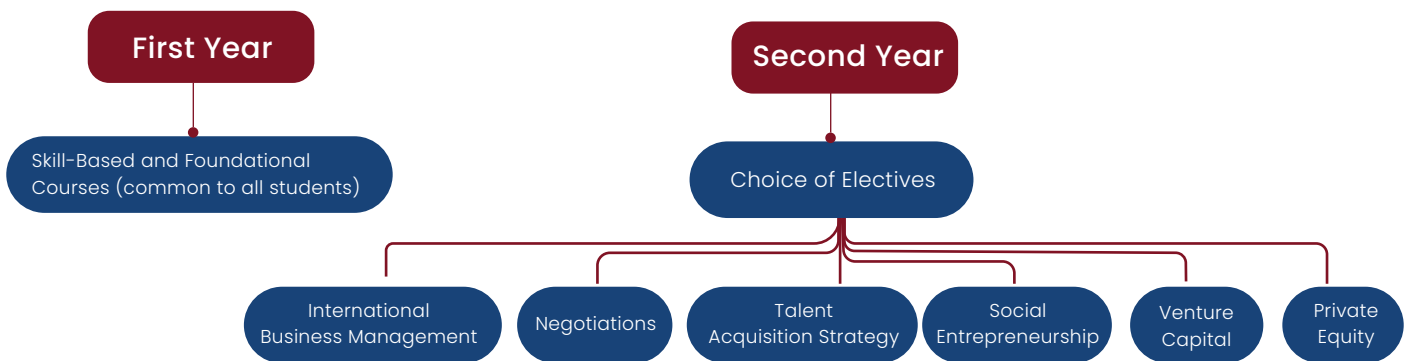 First Year
Skill-Based and Foundational
Courses (common to all students)
Second Year
Choice of Electives
International
Business Management
Negotiations
Talent
Acquisition Strategy
Social
Entrepreneurship
Venture
Capital
Private
Equity